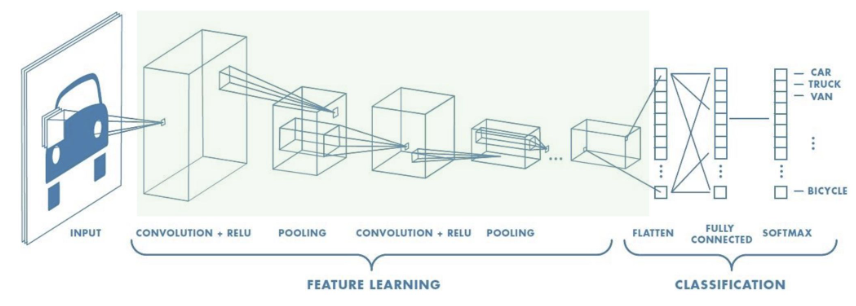 CAR
TRUCK
VAN
BICYCLE
INPUT
CONVOLUTION + RELU
POOLING
CONVOLUTION + RELU
POOLING
FLATTEN
FULLY
CONNECTED
SOFTMAX
FEATURE LEARNING
CLASSIFICATION